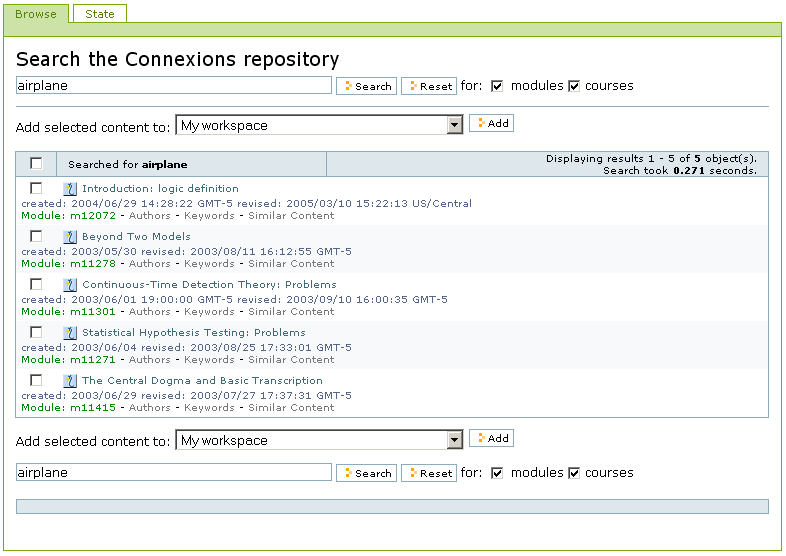 Browse State
Search the Connexions repository
airplane Search Reset for: modules courses
Add selected content to: My workspace Add
Searched for airplane Displaying results 1 - 5 of 5 object(s).
Search took 0.271 seconds.
Introduction: logic definition
created: 2004/06/29 14:28:22 GMT-5 revised: 2005/03/10 15:22:13 US/Central
Module: m12072 - Authors - Keywords - Similar Content
Beyond Two Models
created: 2003/05/30 revised: 2003/08/11 16:12:55 GMT-5
Module: m11278 - Authors - Keywords - Similar Content
Continuous-Time Detection Theory: Problems
created: 2003/06/01 19:00:00 GMT-5 revised: 2003/09/10 16:00:35 GMT-5
Module: m11301 - Authors - Keywords - Similar Content
Statistical Hypothesis Testing: Problems
created: 2003/06/04 revised: 2003/08/25 17:33:01 GMT-5
Module: m11271 - Authors - Keywords - Similar Content
The Central Dogma and Basic Transcription
created: 2003/06/29 revised: 2003/07/27 17:37:31 GMT-5
Module: m11415 - Authors - Keywords - Similar Content
Add selected content to: My workspace Add
airplane Search Reset for: modules courses